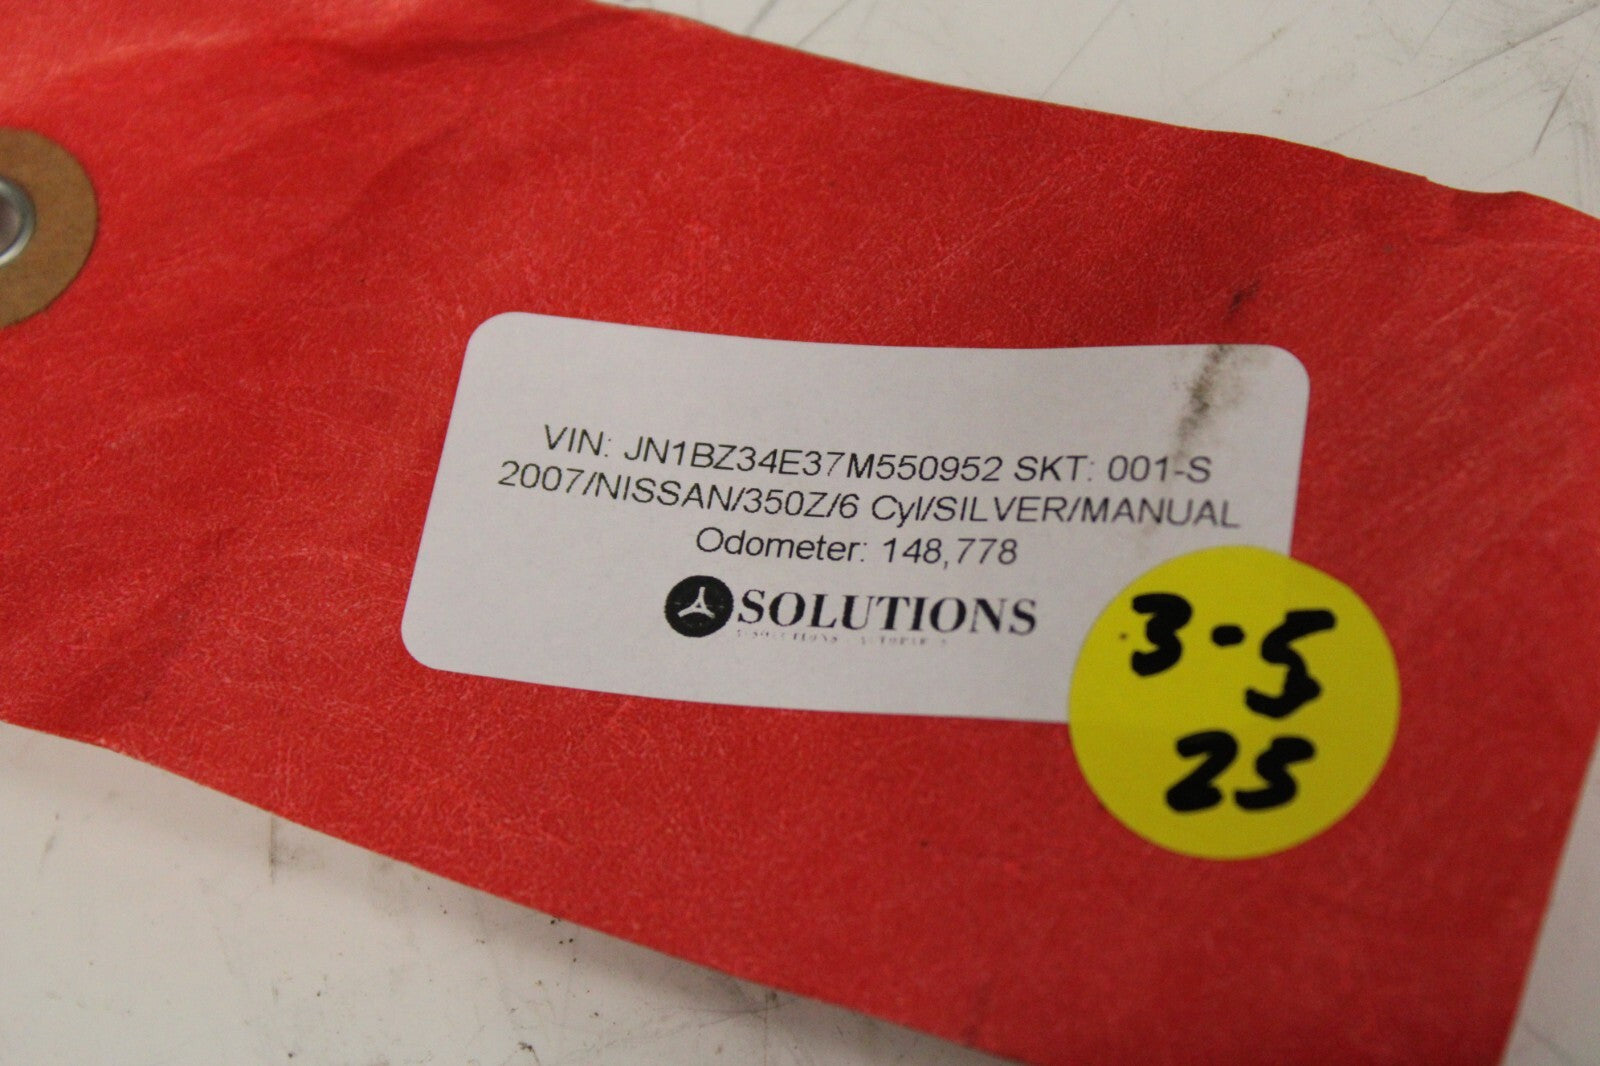 VIN: JN1BZ34E37M550952 SKT: 001-S
2007/NISSAN/350Z/6 Cyl/SILVER/MANUAL
Odometer: 148,778
SOLUTIONS
3-5
25